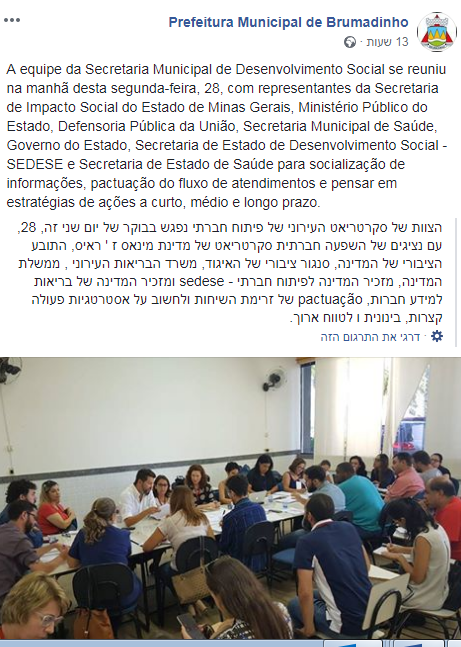 Prefeitura Municipal de Brumadinho
13 שעות ·
A equipe da Secretaria Municipal de Desenvolvimento Social se reuniu
na manhã desta segunda-feira, 28, com representantes da Secretaria
de Impacto Social do Estado de Minas Gerais, Ministério Público do
Estado, Defensoria Pública da União, Secretaria Municipal de Saúde,
Governo do Estado, Secretaria de Estado de Desenvolvimento Social -
SEDESE e Secretaria de Estado de Saúde para socialização de
informações, pactuação do fluxo de atendimentos e pensar em
estratégias de ações a curto, médio e longo prazo.
הצוות של סקרטריאט העירוני של פיתוח חברתי נפגש בבוקר של יום שני זה, 28,
עם נציגים של השפעה חברתית סקרטריאט של מדינת מינאס ז ' ראיס, התובע
הציבורי של המדינה, סנגור ציבורי של האיגוד, משרד הבריאות העירוני , ממשלת
המדינה, מזכיר המדינה לפיתוח חברתי - sedese ומזכיר המדינה של בריאות
למידע חברות, pactuação של זרימת השיחות ולחשוב על אסטרטגיות פעולה
קצרות, בינונית ו לטווח ארוך.
· דרגי את התרגום הזה